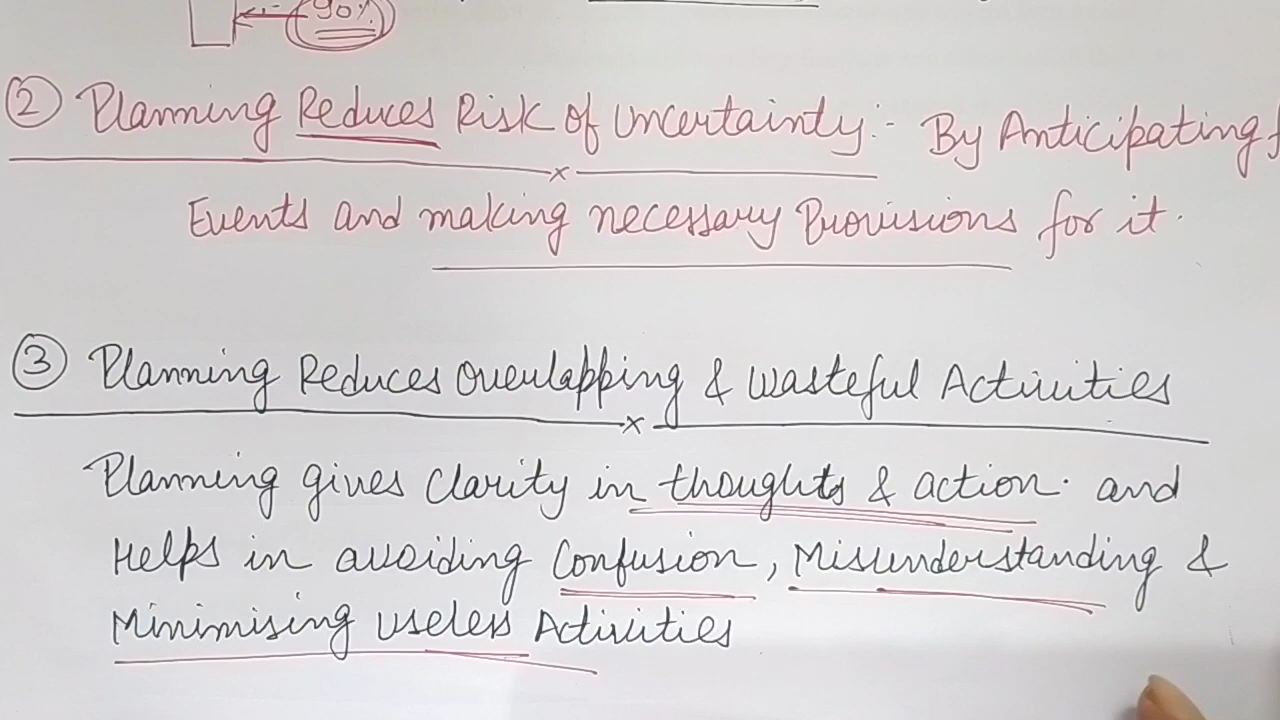 90%
② Planning Reduces Risk of Uncertainty:- By Anticipating
Events and making necessary Provisions for it.
③ Planning Reduces Overlapping & Wasteful Activities
Planning gives Clarity in thoughts & action. and
Helps in avoiding Confusion, Misunderstanding &
Minimising useless Activities